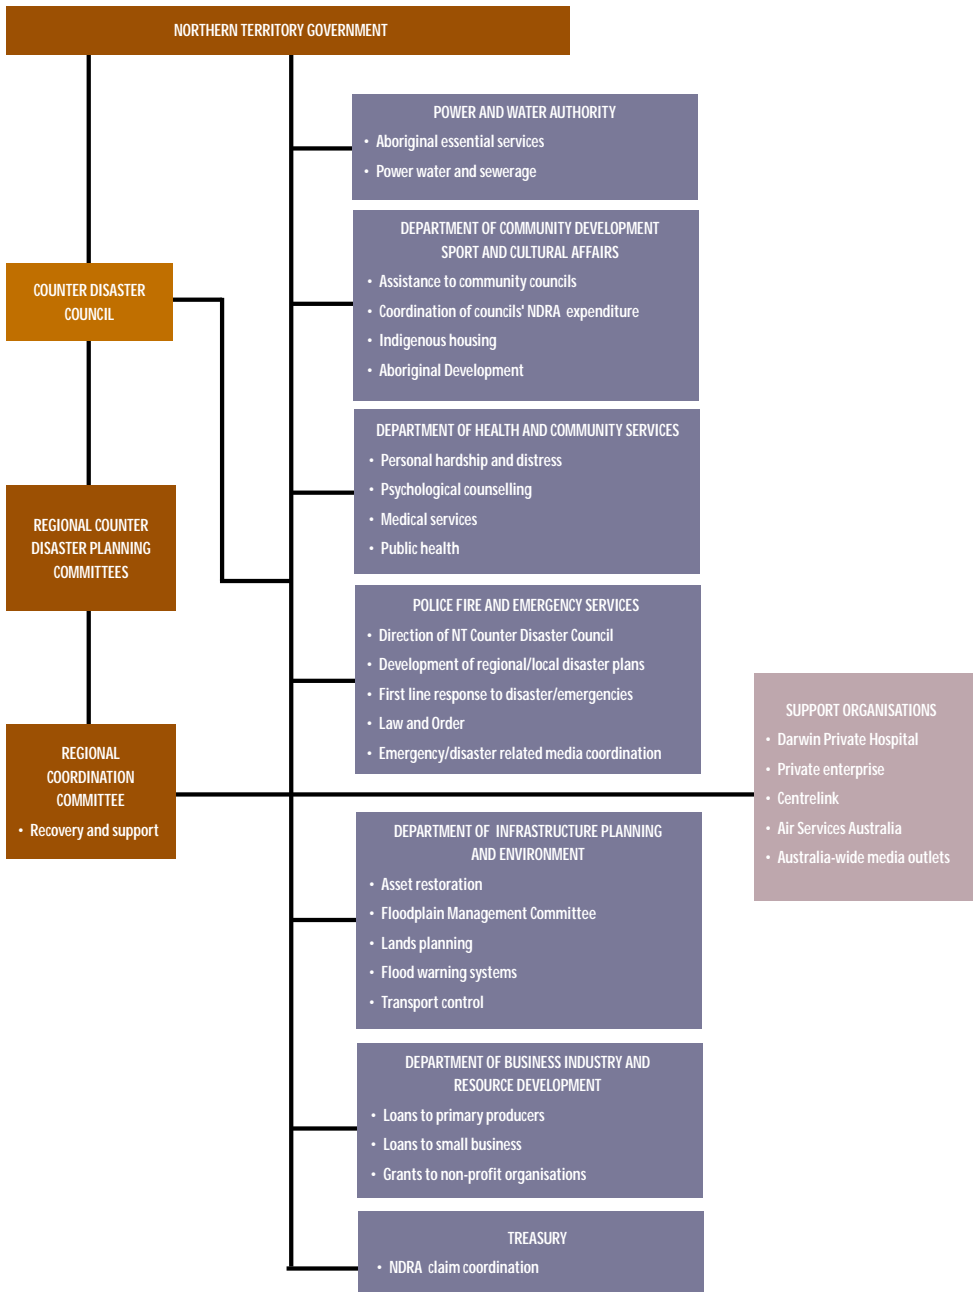 NORTHERN TERRITORY GOVERNMENT
POWER AND WATER AUTHORITY
• Aboriginal essential services
• Power water and sewerage
DEPARTMENT OF COMMUNITY DEVELOPMENT
SPORT AND CULTURAL AFFAIRS
• Assistance to community councils
• Coordination of councils' NDRA expenditure
• Indigenous housing
• Aboriginal Development
COUNTER DISASTER
COUNCIL
DEPARTMENT OF HEALTH AND COMMUNITY SERVICES
• Personal hardship and distress
• Psychological counselling
• Medical services
• Public health
REGIONAL COUNTER
DISASTER PLANNING
COMMITTEES
POLICE FIRE AND EMERGENCY SERVICES
• Direction of NT Counter Disaster Council
• Development of regional/local disaster plans
• First line response to disaster/emergencies
• Law and Order
• Emergency/disaster related media coordination
REGIONAL
COORDINATION
COMMITTEE
• Recovery and support
SUPPORT ORGANISATIONS
• Darwin Private Hospital
• Private enterprise
• Centrelink
• Air Services Australia
• Australia-wide media outlets
DEPARTMENT OF INFRASTRUCTURE PLANNING
AND ENVIRONMENT
• Asset restoration
• Floodplain Management Committee
• Lands planning
• Flood warning systems
• Transport control
DEPARTMENT OF BUSINESS INDUSTRY AND
RESOURCE DEVELOPMENT
• Loans to primary producers
• Loans to small business
• Grants to non-profit organisations
TREASURY
• NDRA claim coordination